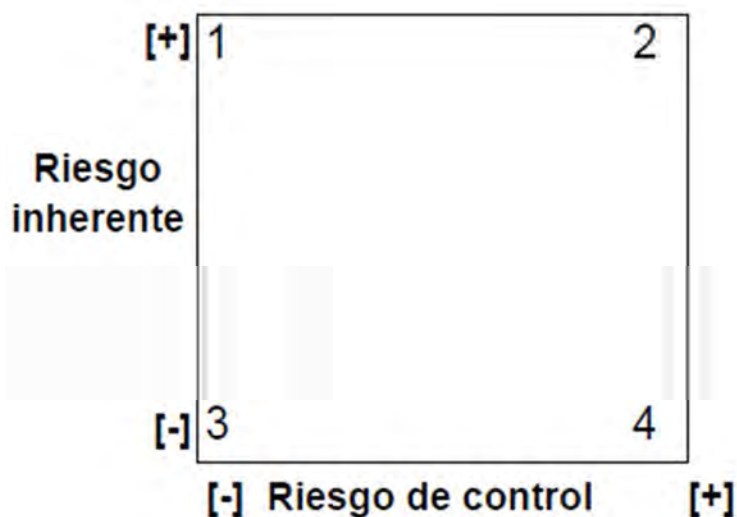 [+] 1 2
Riesgo
inherente
[-] 3 4
[-] Riesgo de control [+]